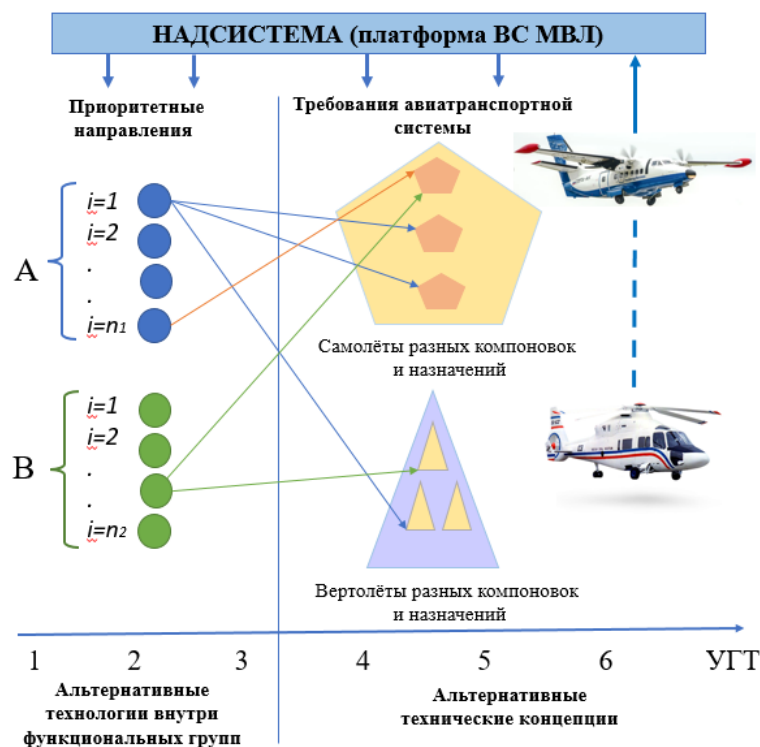 НАДСИСТЕМА (платформа ВС МВЛ)
Приоритетные
направления
Требования авиатранспортной
системы
A
i=1
i=2
.
.
i=n1
Самолёты разных компоновок
и назначений
B
i=1
i=2
.
.
i=n2
Вертолёты разных компоновок
и назначений
1 2 3 4 5 6 УГТ
Альтернативные
технологии внутри
функциональных групп
Альтернативные
технические концепции